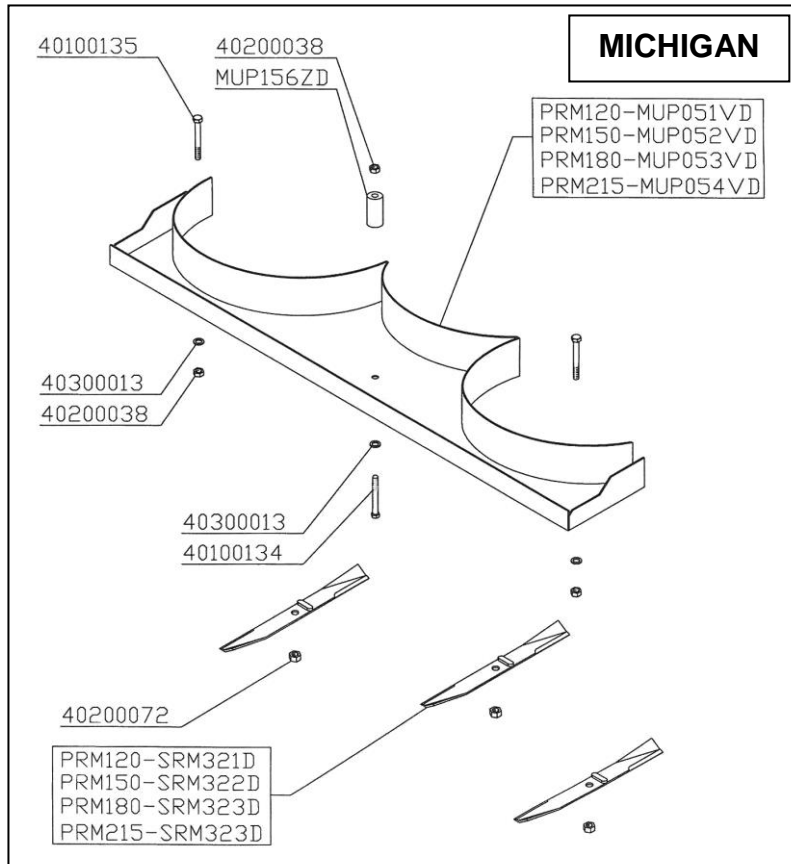 MICHIGAN
40100135
40200038
MUP156ZD
PRM120-MUP051VD
PRM150-MUP052VD
PRM180-MUP053VD
PRM215-MUP054VD
40300013
40200038
40300013
40100134
40200072
PRM120-SRM321D
PRM150-SRM322D
PRM180-SRM323D
PRM215-SRM323D